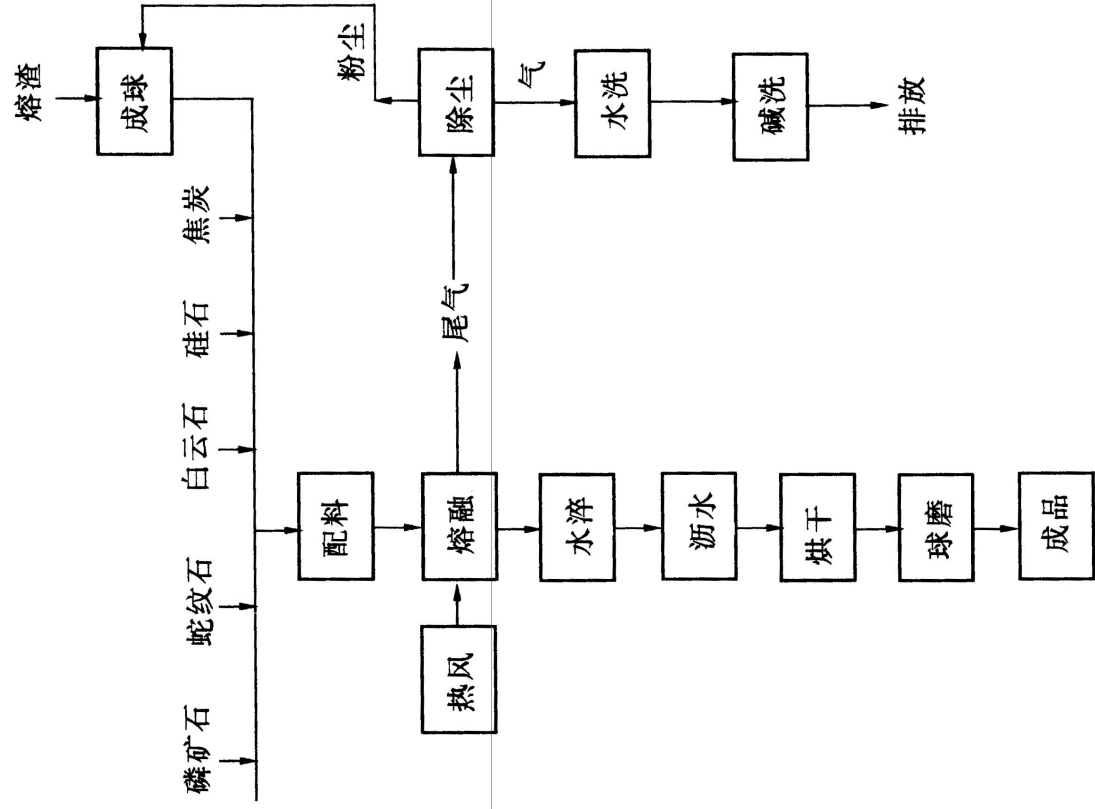 熔渣
成球
粉尘
除尘
气
水洗
碱洗
排放
焦炭
硅石
白云石
蛇纹石
磷矿石
尾气
配料
熔融
热风
水淬
沥水
烘干
球磨
成品